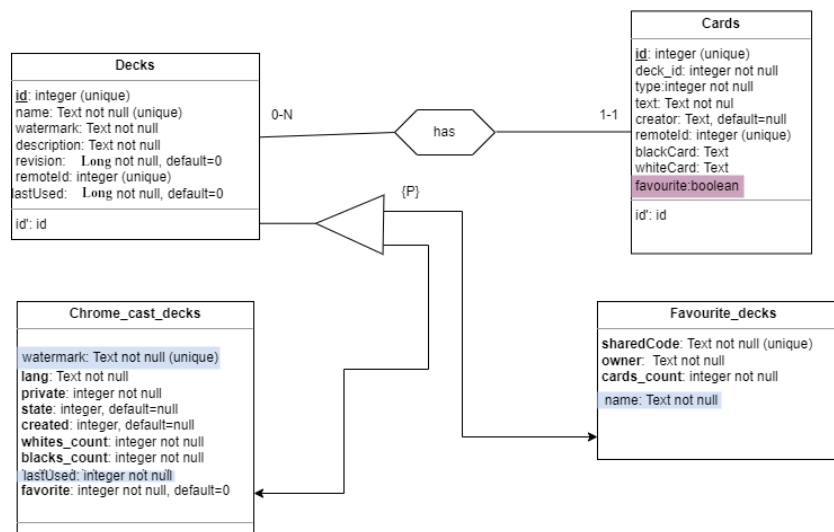 Decks
id: integer (unique)
name: Text not null (unique)
watermark: Text not null
description: Text not null
revision: Long not null, default=0
remoteId: integer (unique)
lastUsed: Long not null, default=0
id': id
0-N
has
1-1
Cards
id: integer (unique)
deck_id: integer not null
type:integer not null
text: Text not nul
creator: Text, default=null
remoteId: integer (unique)
blackCard: Text
whiteCard: Text
favourite:boolean
id': id
{P}
Chrome_cast_decks
watermark: Text not null (unique)
lang: Text not null
private: integer not null
state: integer, default=null
created: integer, default=null
whites_count: integer not null
blacks_count: integer not null
lastUsed: integer not null
favorite: integer not null, default=0
Favourite_decks
sharedCode: Text not null (unique)
owner: Text not null
cards_count: integer not null
name: Text not null